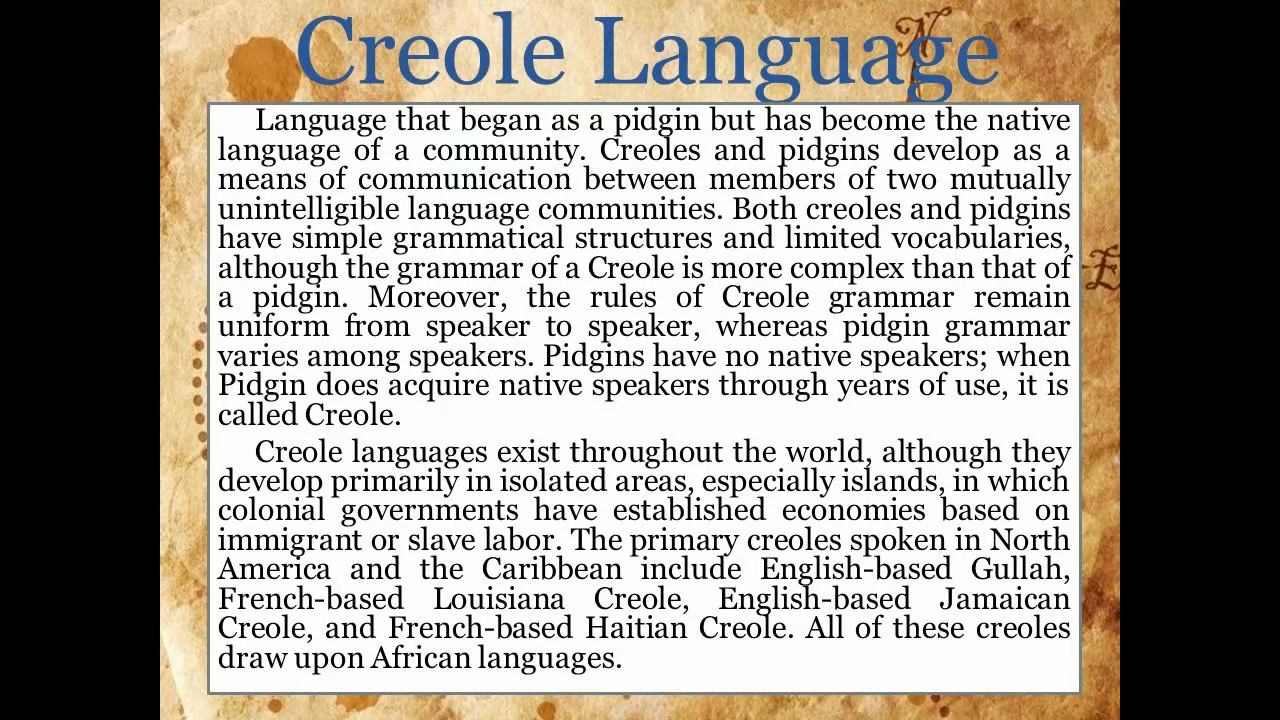 Creole Language
Language that began as a pidgin but has become the native
language of a community. Creoles and pidgins develop as a
means of communication between members of two mutually
unintelligible language communities. Both creoles and pidgins
have simple grammatical structures and limited vocabularies,
although the grammar of a Creole is more complex than that of
a pidgin. Moreover, the rules of Creole grammar remain
uniform from speaker to speaker, whereas pidgin grammar
varies among speakers. Pidgins have no native speakers; when
Pidgin does acquire native speakers through years of use, it is
called Creole.
Creole languages exist throughout the world, although they
develop primarily in isolated areas, especially islands, in which
colonial governments have established economies based on
immigrant or slave labor. The primary creoles spoken in North
America and the Caribbean include English-based Gullah,
French-based Louisiana Creole, English-based Jamaican
Creole, and French-based Haitian Creole. All of these creoles
draw upon African languages.
N
E